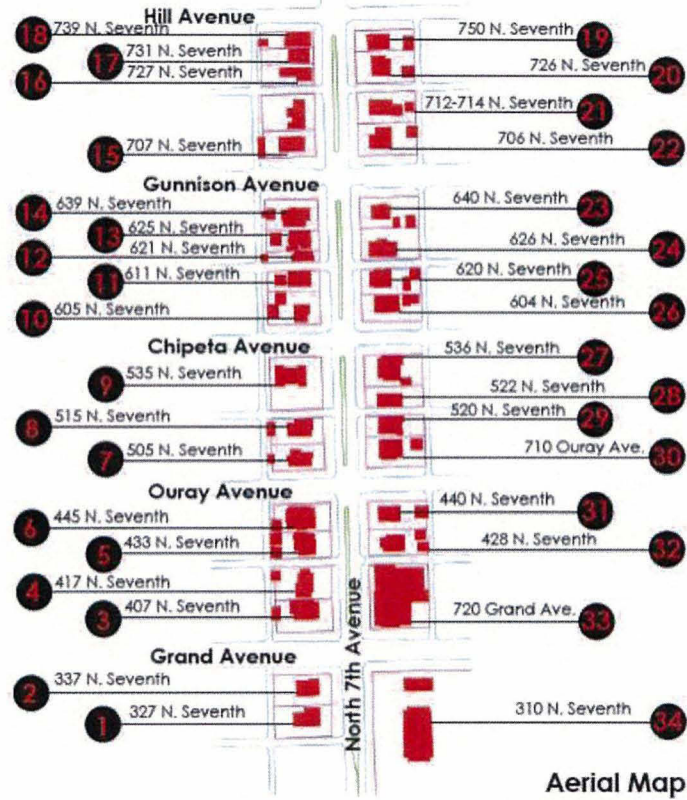 Hill Avenue
18 739 N. Seventh
17 731 N. Seventh
16 727 N. Seventh
15 707 N. Seventh
750 N. Seventh 19
726 N. Seventh 20
712-714 N. Seventh 21
706 N. Seventh 22
Gunnison Avenue
14 639 N. Seventh
13 625 N. Seventh
12 621 N. Seventh
11 611 N. Seventh
10 605 N. Seventh
640 N. Seventh 23
626 N. Seventh 24
620 N. Seventh 25
604 N. Seventh 26
Chipeta Avenue
9 535 N. Seventh
8 515 N. Seventh
7 505 N. Seventh
536 N. Seventh 27
522 N. Seventh 28
520 N. Seventh 29
710 Ouray Ave. 30
Ouray Avenue
6 445 N. Seventh
5 433 N. Seventh
4 417 N. Seventh
3 407 N. Seventh
440 N. Seventh 31
428 N. Seventh 32
720 Grand Ave. 33
Grand Avenue
2 337 N. Seventh
1 327 N. Seventh
North 7th Avenue
310 N. Seventh 34
Aerial Map